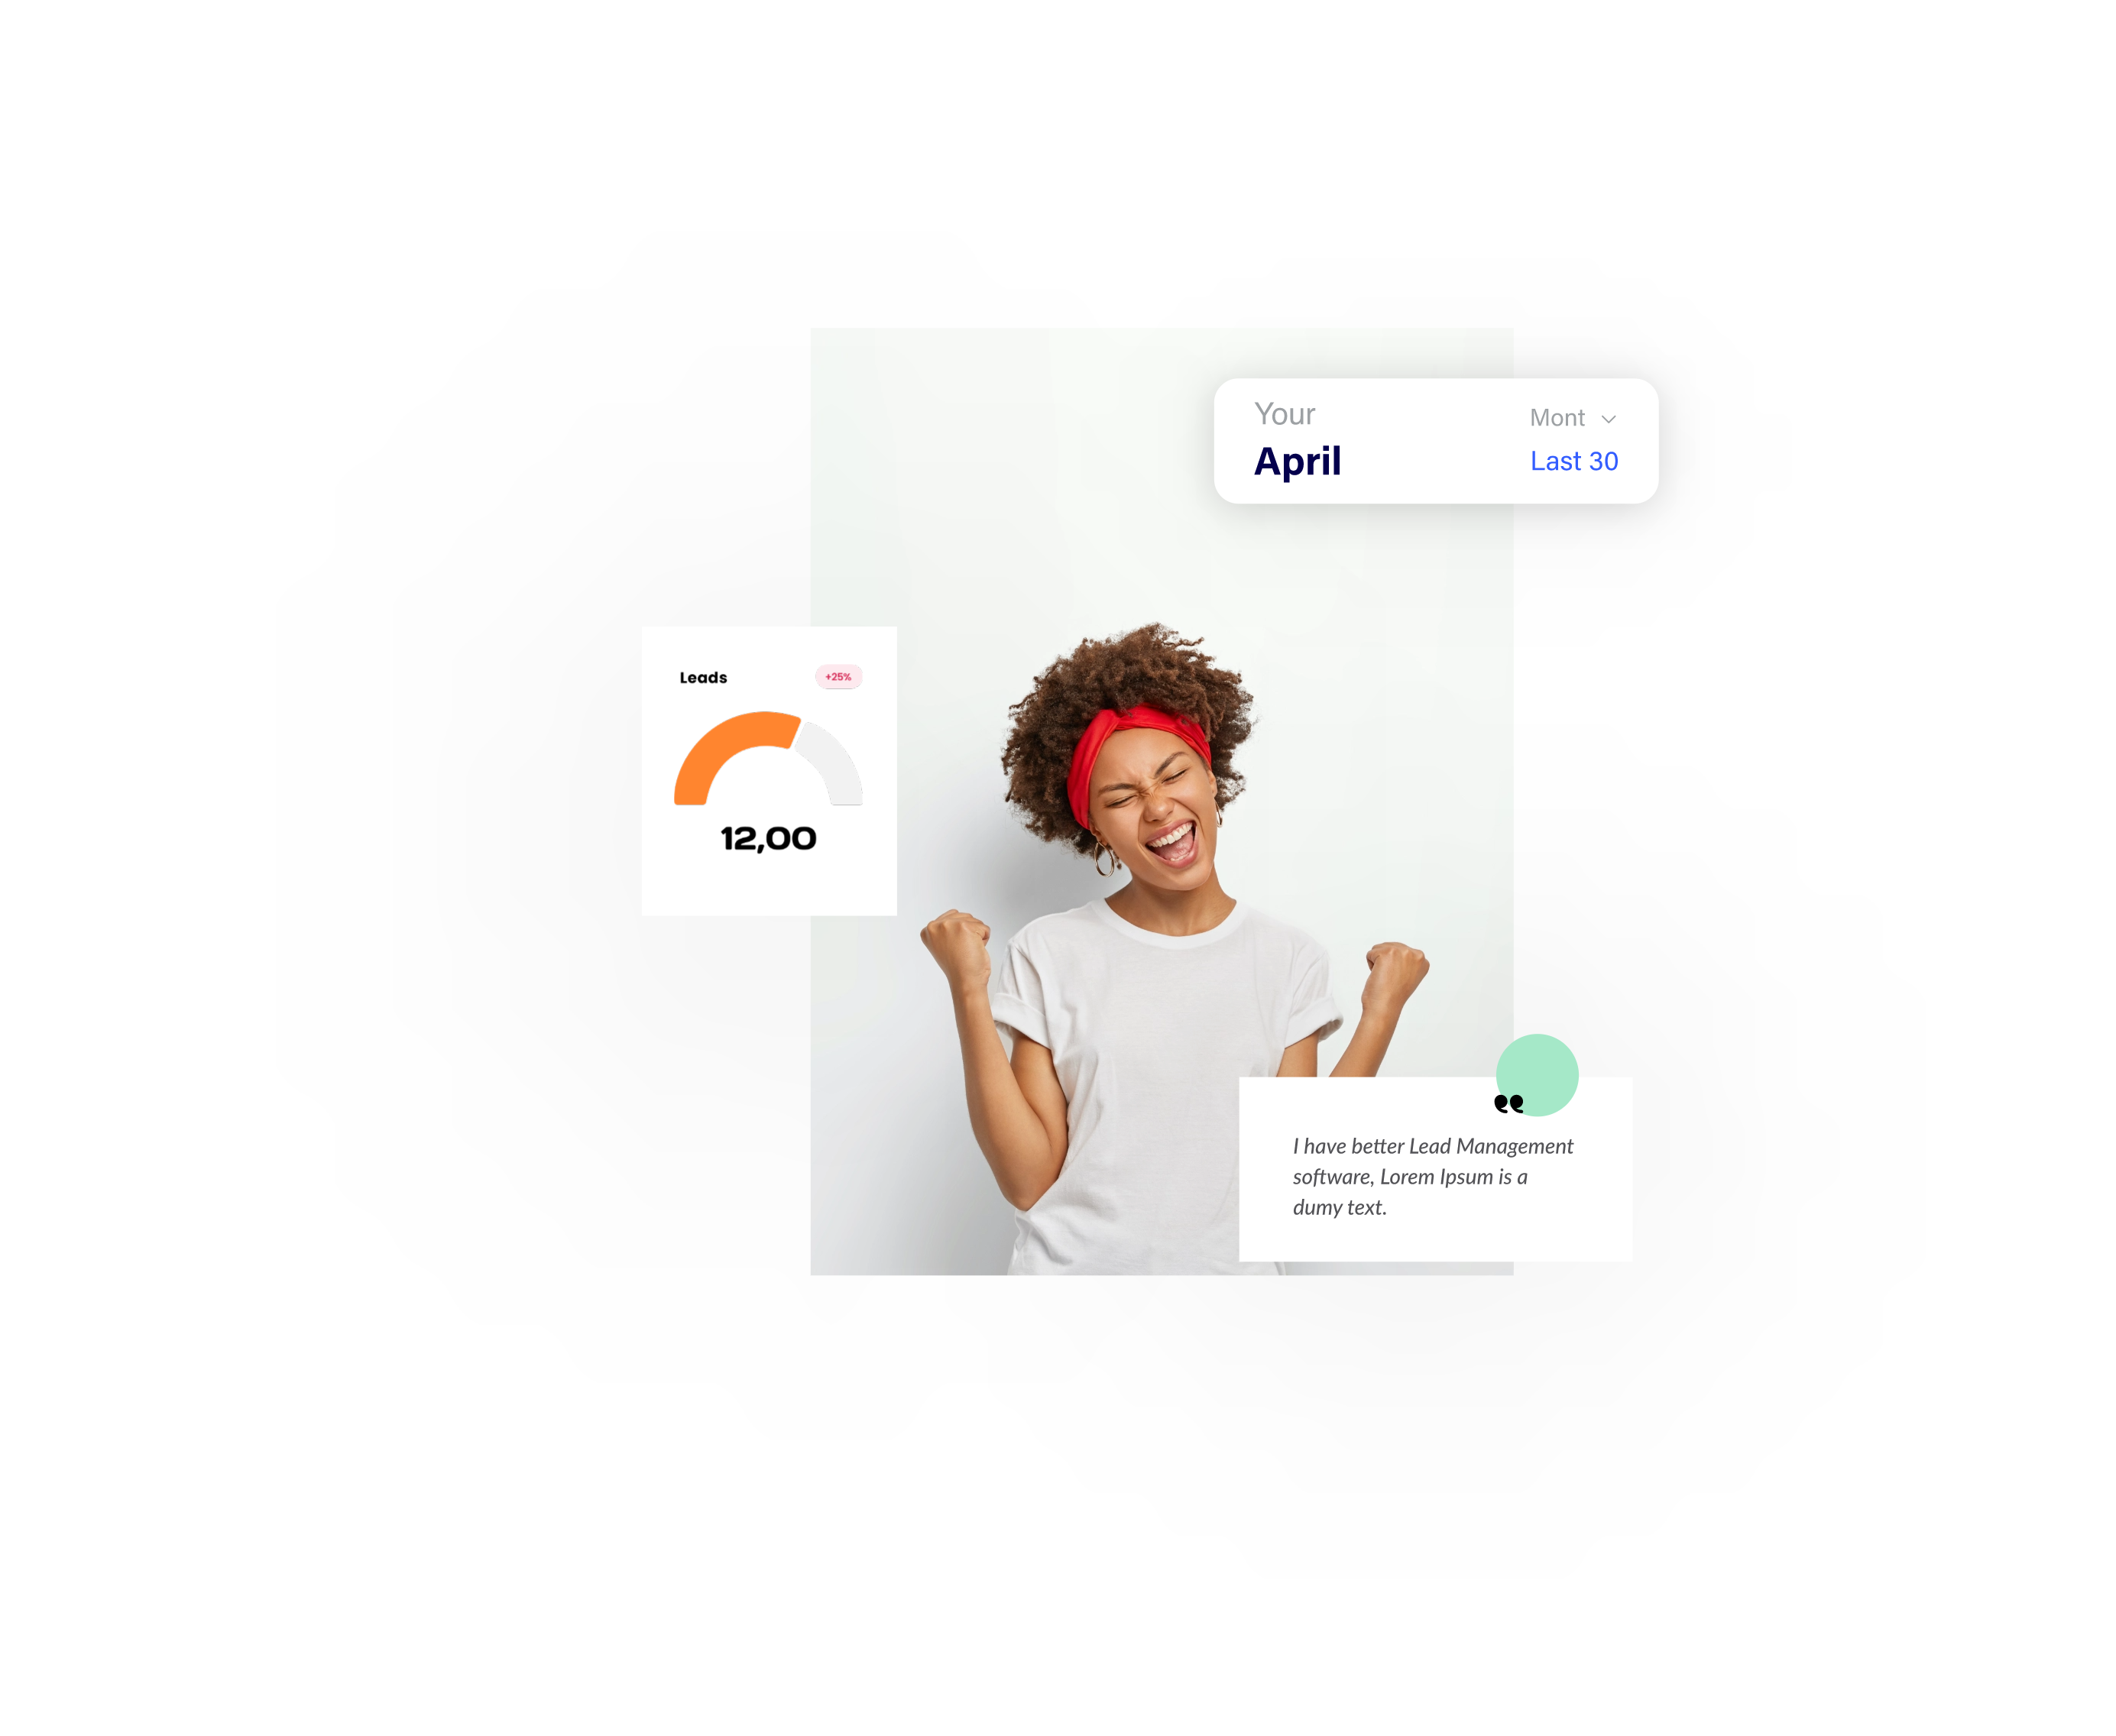 Your
Mont
April
Last 30
Leads
+25%
12,00
I have better Lead Management
software, Lorem Ipsum is a
dumy text.